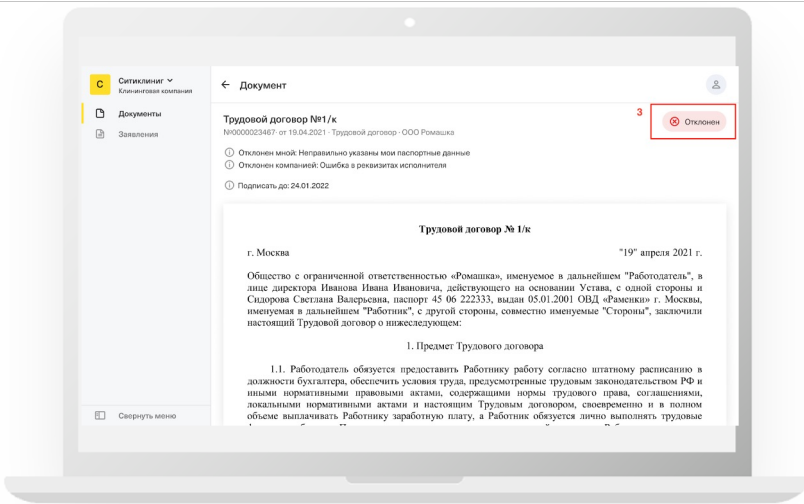 С
Ситиклининг
Клининговая компания
Документы
Заявления
Свернуть меню
← Документ
Трудовой договор №1/к
№0000023467· от 19.04.2021 · Трудовой договор · ООО Ромашка
Отклонен мной: Неправильно указаны мои паспортные данные
Отклонен компанией: Ошибка в реквизитах исполнителя
Подписать до: 24.01.2022
3
Отклонен
Трудовой договор № 1/к
г. Москва "19" апреля 2021 г.
Общество с ограниченной ответственностью «Ромашка», именуемое в дальнейшем "Работодатель", в
лице директора Иванова Ивана Ивановича, действующего на основании Устава, с одной стороны и
Сидорова Светлана Валерьевна, паспорт 45 06 222333, выдан 05.01.2001 ОВД «Раменки» г. Москвы,
именуемая в дальнейшем "Работник", с другой стороны, совместно именуемые "Стороны", заключили
настоящий Трудовой договор о нижеследующем:
1. Предмет Трудового договора
1.1. Работодатель обязуется предоставить Работнику работу согласно штатному расписанию в
должности бухгалтера, обеспечить условия труда, предусмотренные трудовым законодательством РФ и
иными нормативными правовыми актами, содержащими нормы трудового права, соглашениями,
локальными нормативными актами и настоящим Трудовым договором, своевременно и в полном
объеме выплачивать Работнику заработную плату, а Работник обязуется лично выполнять трудовые